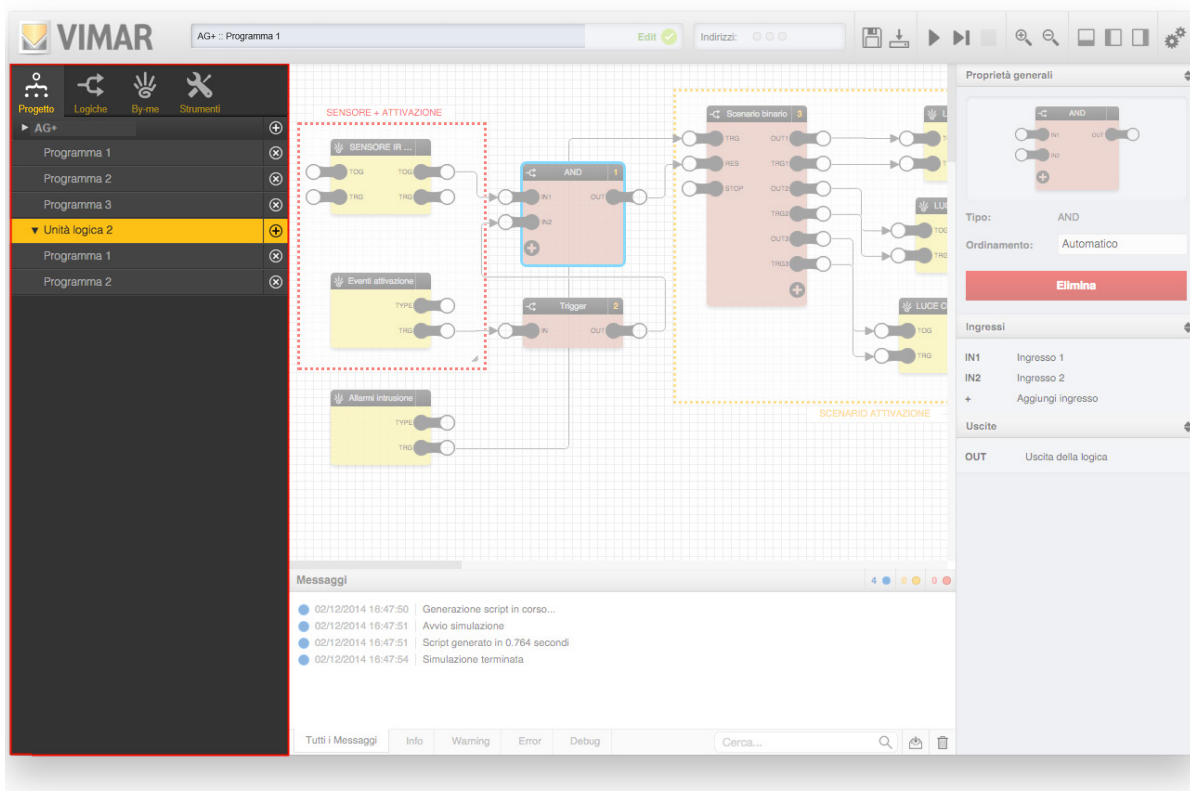 VIMAR
AG+ :: Programma 1
Edit
Indirizzi:
Progetto
Logiche
By-me
Strumenti
AG+
Programma 1
Programma 2
Programma 3
Unità logica 2
Programma 1
Programma 2
SENSORE + ATTIVAZIONE
SENSORE IR ...
TOG TOG
TRG TRG
Eventi attivazione
TYPE
TRG
Allarmi intrusione
TYPE
TRG
AND 1
IN1 OUT
IN2
Trigger 2
IN OUT
Scenario binario 3
TRG OUT1
RES TRG1
STOP OUT2
TRG2
OUT3
TRG3
LUC
TOG
TRG
LUCE C
TOG
TRG
SCENARIO ATTIVAZIONE
Messaggi
4 0 0
02/12/2014 16:47:50 Generazione script in corso...
02/12/2014 16:47:51 Avvio simulazione
02/12/2014 16:47:51 Script generato in 0.764 secondi
02/12/2014 16:47:54 Simulazione terminata
Tutti i Messaggi
Info
Warning
Error
Debug
Cerca...
Proprietà generali
AND
IN1 OUT
IN2
Tipo: AND
Ordinamento: Automatico
Elimina
Ingressi
IN1 Ingresso 1
IN2 Ingresso 2
+ Aggiungi ingresso
Uscite
OUT Uscita della logica